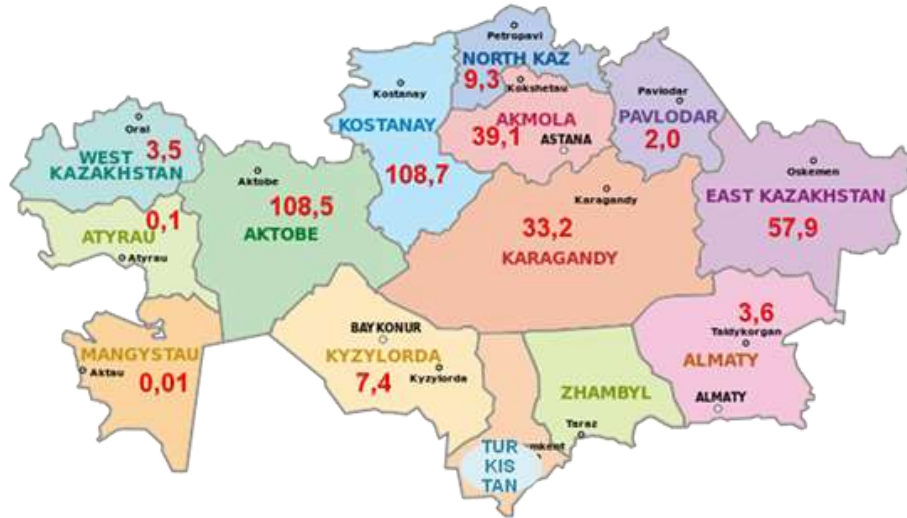 Petropavl
NORTH KAZ
9,3
Kokshetau
Kostanay
KOSTANAY
108,7
AKMOLA
39,1
ASTANA
Pavlodar
PAVLODAR
2,0
Oral
WEST 3,5
KAZAKHSTAN
Aktobe
108,5
AKTOBE
0,1
ATYRAU
Atyrau
Karagandy
33,2
KARAGANDY
Oskemen
EAST KAZAKHSTAN
57,9
MANGYSTAU
Aktau
0,01
BAYKONUR
KYZYLORDA
7,4
Kyzylorda
3,6
Taldykorgan
ALMATY
ALMATY
ZHAMBYL
Taraz
TUR
KIS
TAN
mkent